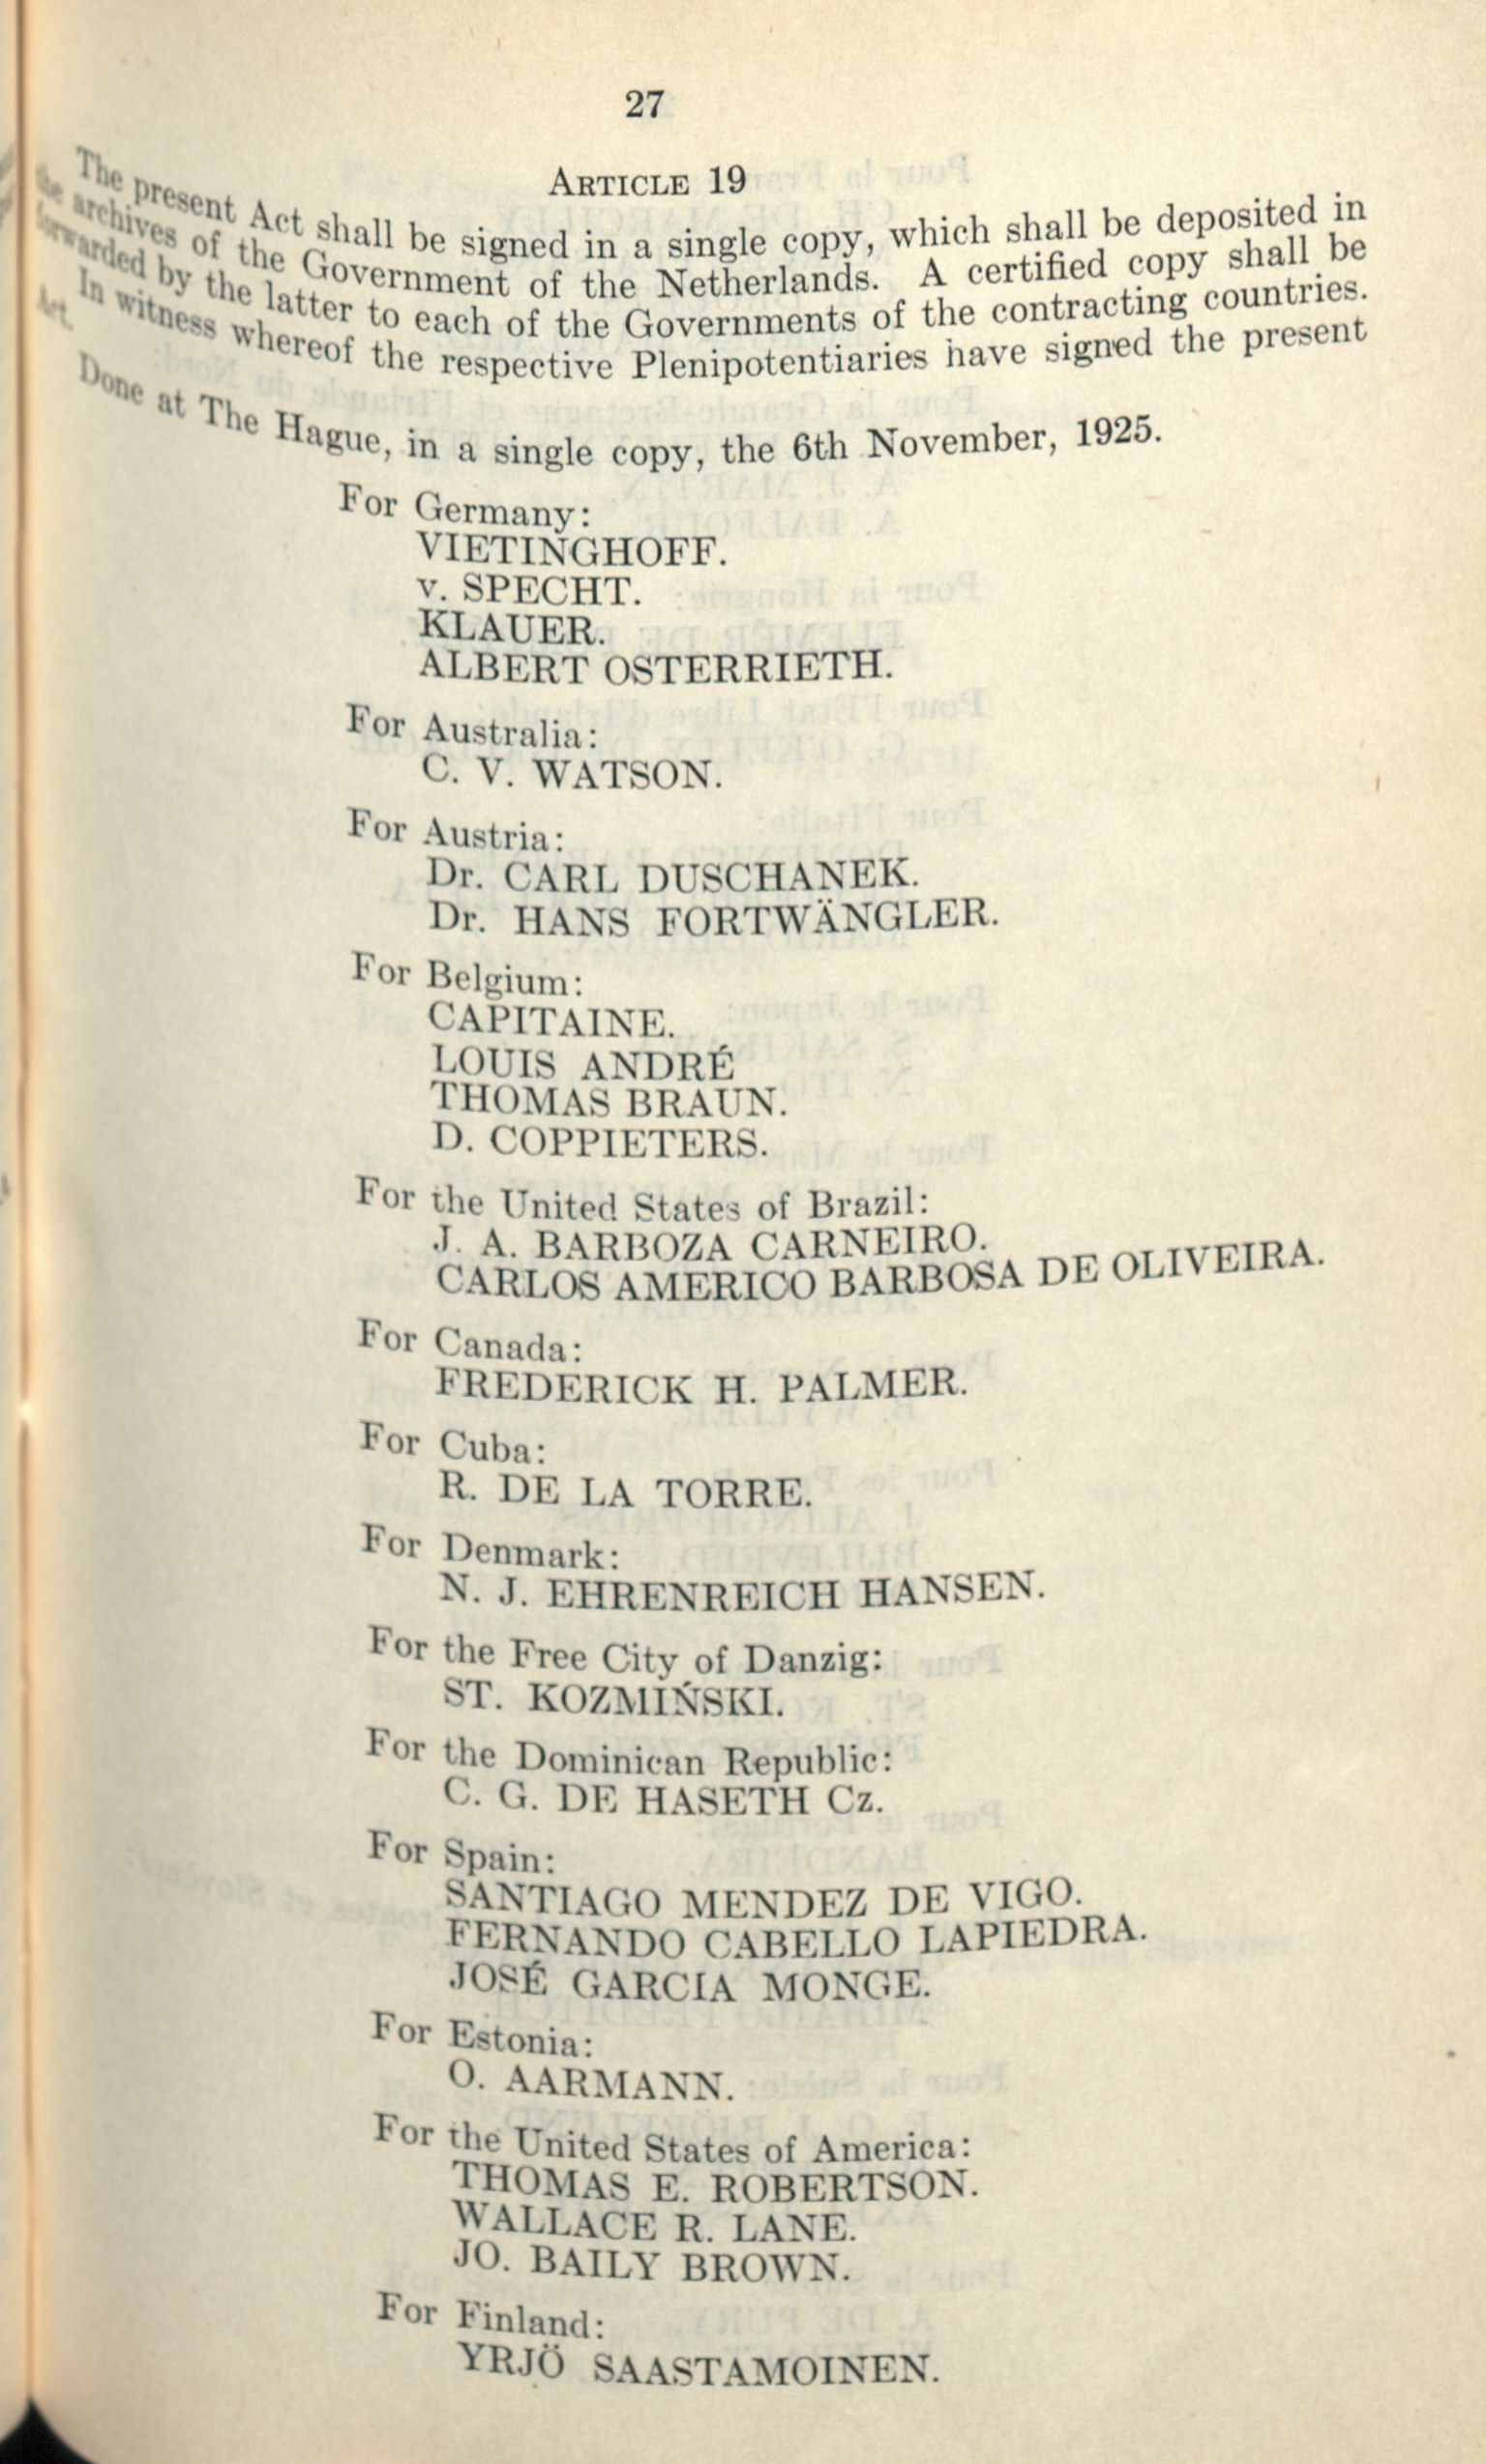 27
ARTICLE 19
The present Act shall be signed in a single copy, which shall be deposited in
the archives of the Government of the Netherlands. A certified copy shall be
forwarded by the latter to each of the Governments of the contracting countries.
In witness whereof the respective Plenipotentiaries have signed the present
Act.
Done at The Hague, in a single copy, the 6th November, 1925.
For Germany:
VIETINGHOFF.
v. SPECHT.
KLAUER.
ALBERT OSTERRIETH.
For Australia:
C. V. WATSON.
For Austria:
Dr. CARL DUSCHANEK.
Dr. HANS FORTWÄNGLER.
For Belgium:
CAPITAINE.
LOUIS ANDRÉ
THOMAS BRAUN.
D. COPPIETERS.
For the United States of Brazil:
J. A. BARBOZA CARNEIRO.
CARLOS AMERICO BARBOSA DE OLIVEIRA.
For Canada:
FREDERICK H. PALMER.
For Cuba:
R. DE LA TORRE.
For Denmark:
N. J. EHRENREICH HANSEN.
For the Free City of Danzig:
ST. KOZMIŃSKI.
For the Dominican Republic:
C. G. DE HASETH Cz.
For Spain:
SANTIAGO MENDEZ DE VIGO.
FERNANDO CABELLO LAPIEDRA.
JOSÉ GARCIA MONGE.
For Estonia:
O. AARMANN.
For the United States of America:
THOMAS E. ROBERTSON.
WALLACE R. LANE.
JO. BAILY BROWN.
For Finland:
YRJÖ SAASTAMOINEN.